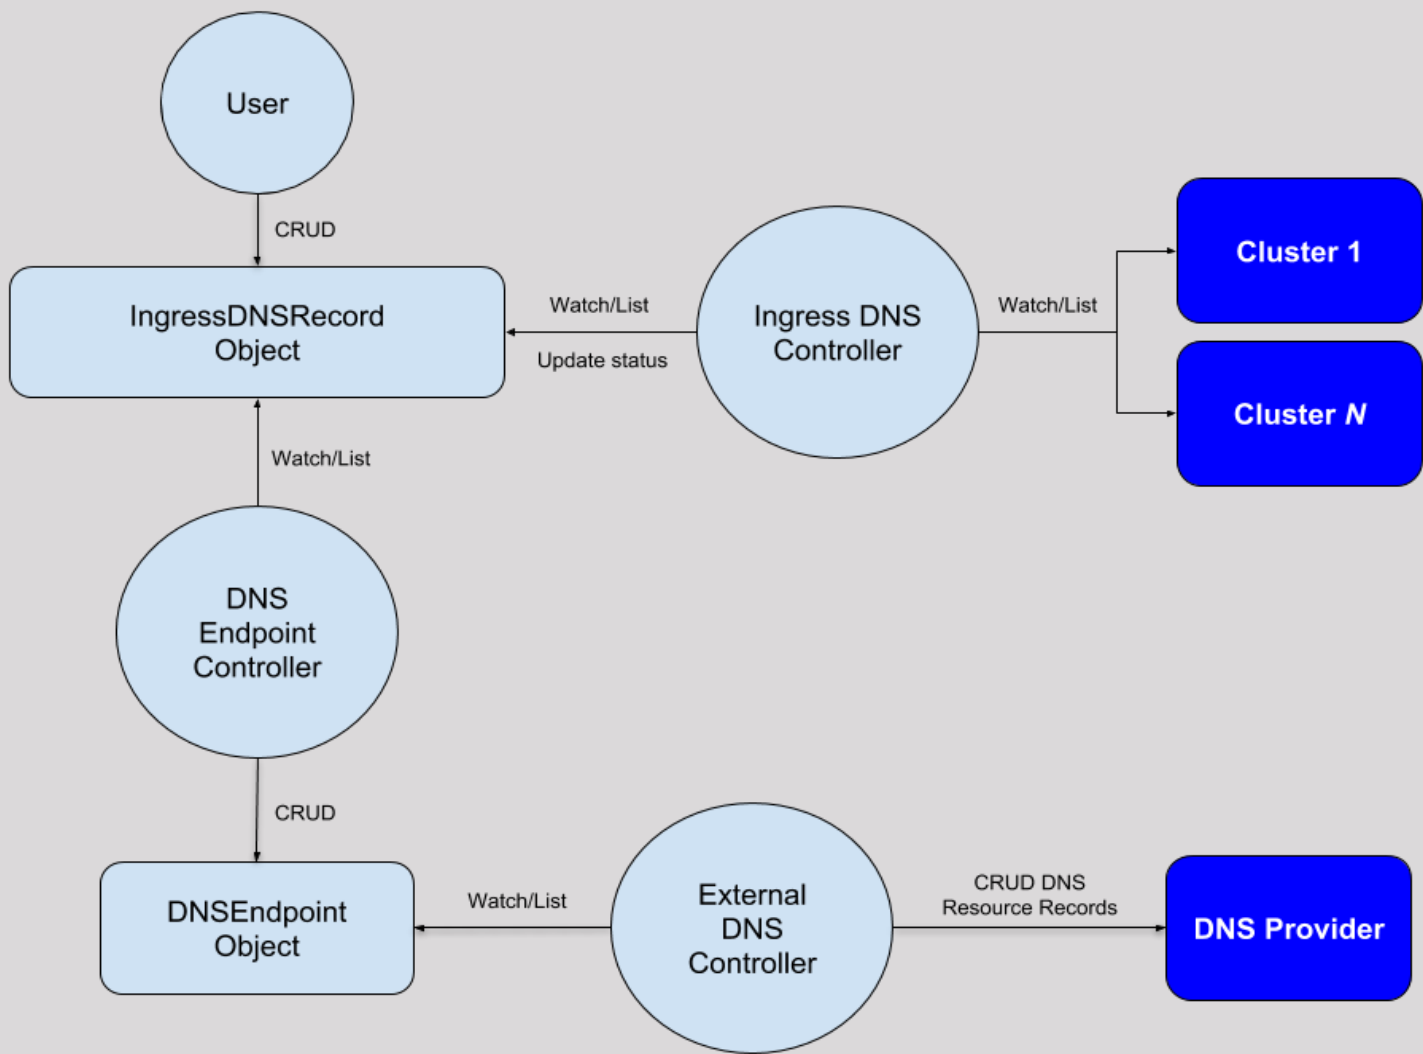 User
CRUD
IngressDNSRecord
Object
Watch/List
Update status
Ingress DNS
Controller
Watch/List
Cluster 1
Cluster N
Watch/List
DNS
Endpoint
Controller
CRUD
DNSEndpoint
Object
Watch/List
External
DNS
Controller
CRUD DNS
Resource Records
DNS Provider